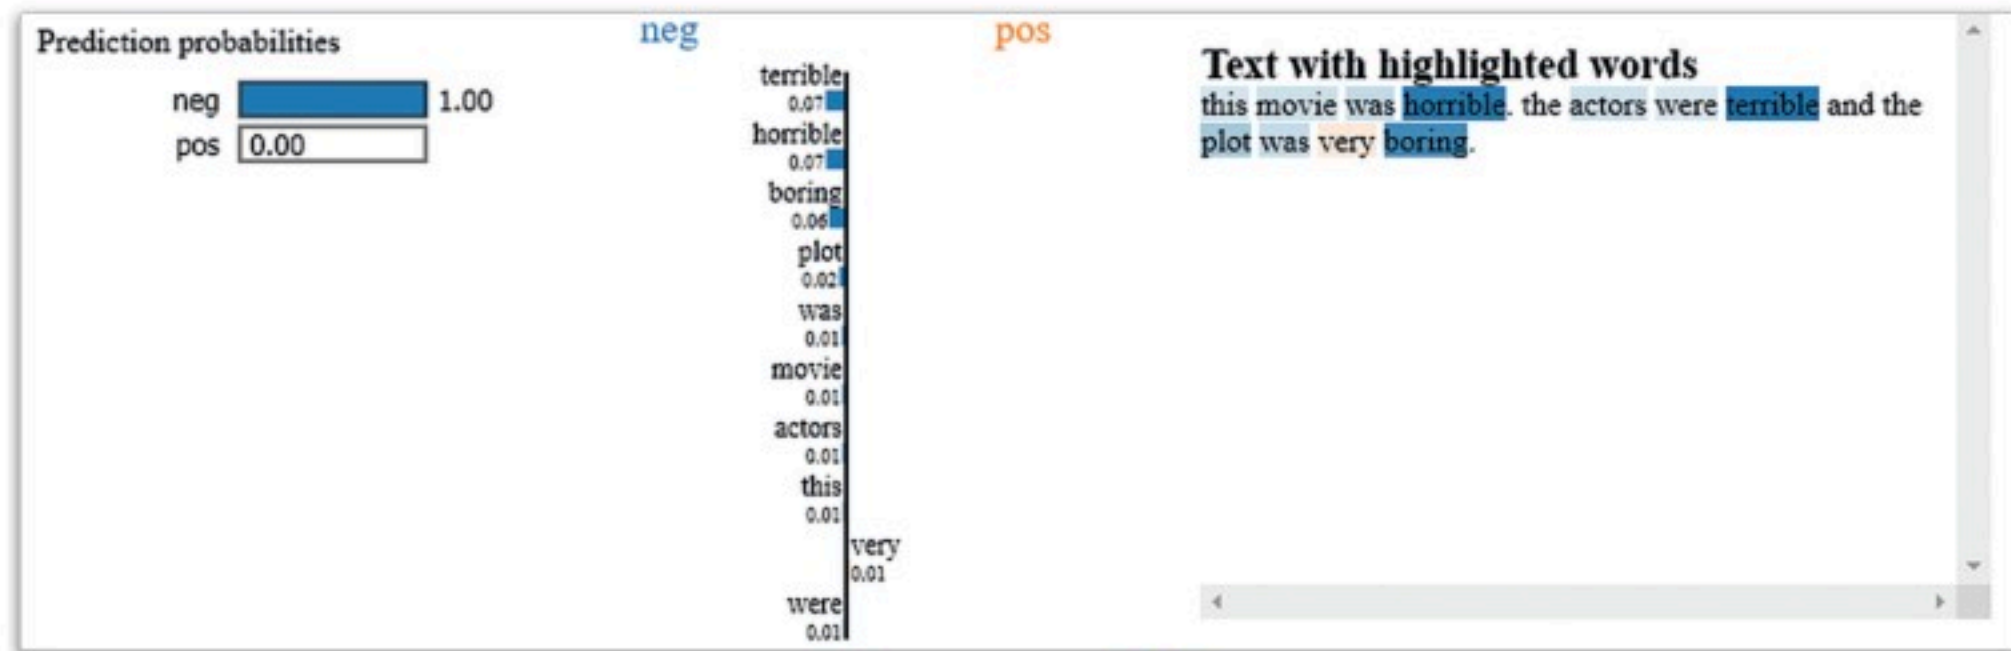 Prediction probabilities
neg 1.00
pos 0.00
neg pos
terrible
0.07
horrible
0.07
boring
0.06
plot
0.02
was
0.01
movie
0.01
actors
0.01
this
0.01
very
0.01
were
0.01
Text with highlighted words
this movie was horrible. the actors were terrible and the
plot was very boring.